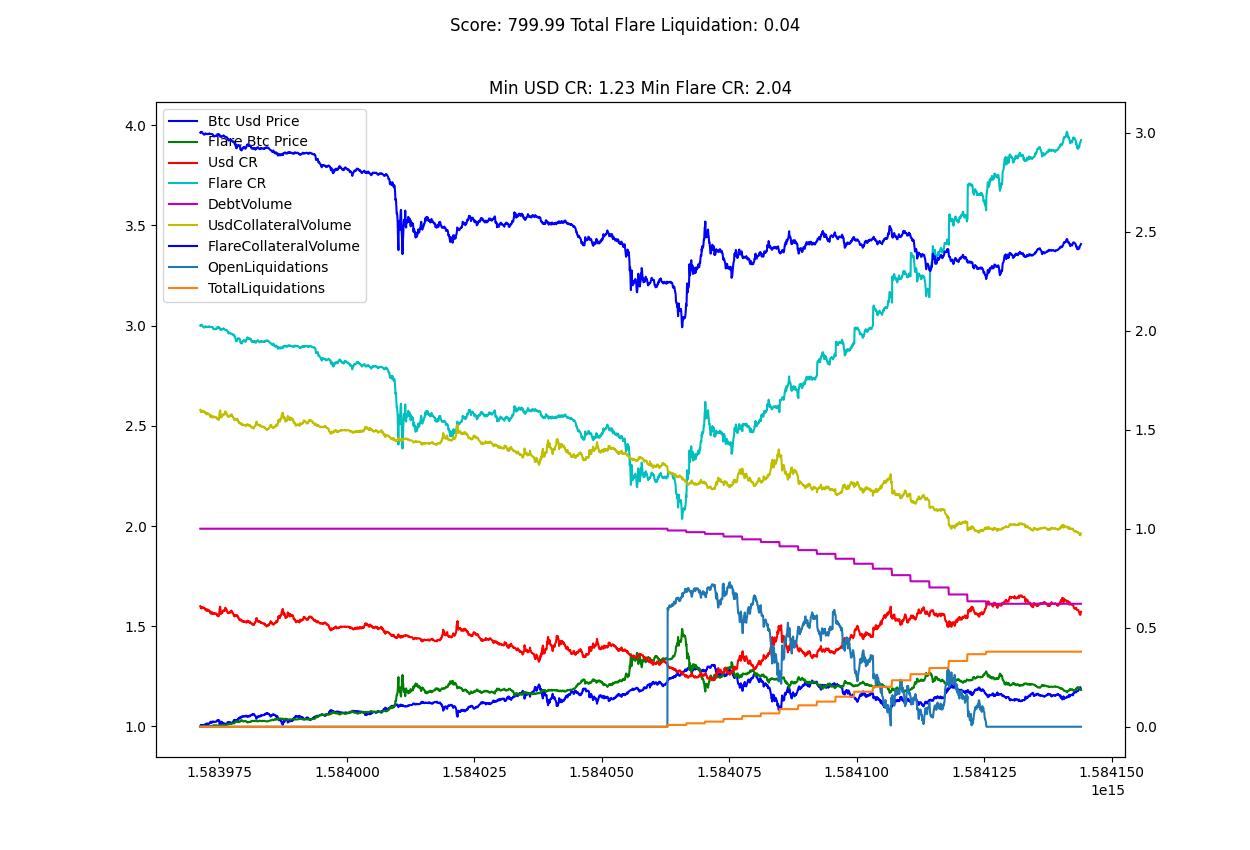 Score: 799.99 Total Flare Liquidation: 0.04
Min USD CR: 1.23 Min Flare CR: 2.04
Btc Usd Price
Flare Btc Price
Usd CR
Flare CR
DebtVolume
UsdCollateralVolume
FlareCollateralVolume
OpenLiquidations
TotalLiquidations
4.0
3.5
3.0
2.5
2.0
1.5
1.0
3.0
2.5
2.0
1.5
1.0
0.5
0.0
1.583975 1.584000 1.584025 1.584050 1.584075 1.584100 1.584125 1.584150
1e15